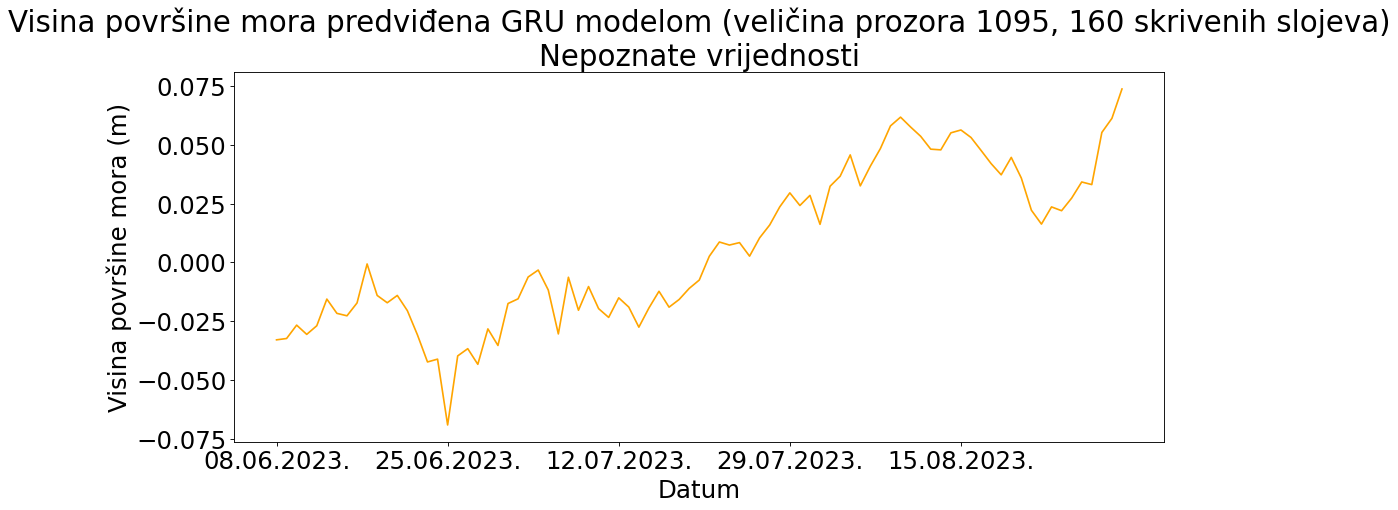 Visina površine mora predviđena GRU modelom (veličina prozora 1095, 160 skrivenih slojeva)
Nepoznate vrijednosti
Visina površine mora (m)
0.075
0.050
0.025
0.000
−0.025
−0.050
−0.075
08.06.2023. 25.06.2023. 12.07.2023. 29.07.2023. 15.08.2023.
Datum